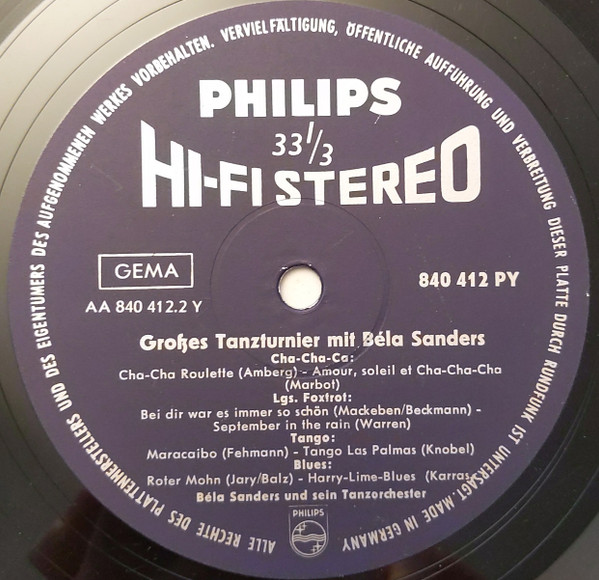 ALLE RECHTE DES PLATTENHERSTELLERS UND DES EIGENTUMERS DES AUFGENOMMENEN WERKES VORBEHALTEN. VERVIELFÄLTIGUNG, ÖFFENTLICHE AUFFUHRUNG UND VERBREITUNG DIESER PLATTE DURCH RUNDFUNK IST UNTERSAGT. MADE IN GERMANY
PHILIPS
33 1/3
HI-FI STEREO
GEMA
840 412 PY
AA 840 412.2 Y
Großes Tanzturnier mit Béla Sanders
Cha-Cha-Ca:
Cha-Cha Roulette (Amberg) - Amour, soleil et Cha-Cha-Cha
(Marbot)
Lgs. Foxtrot:
Bei dir war es immer so schön (Mackeben/Beckmann) -
September in the rain (Warren)
Tango:
Maracaibo (Fehmann) - Tango Las Palmas (Knobel)
Blues:
Roter Mohn (Jary/Balz) - Harry-Lime-Blues (Karras)
Béla Sanders und sein Tanzorchester
PHILIPS